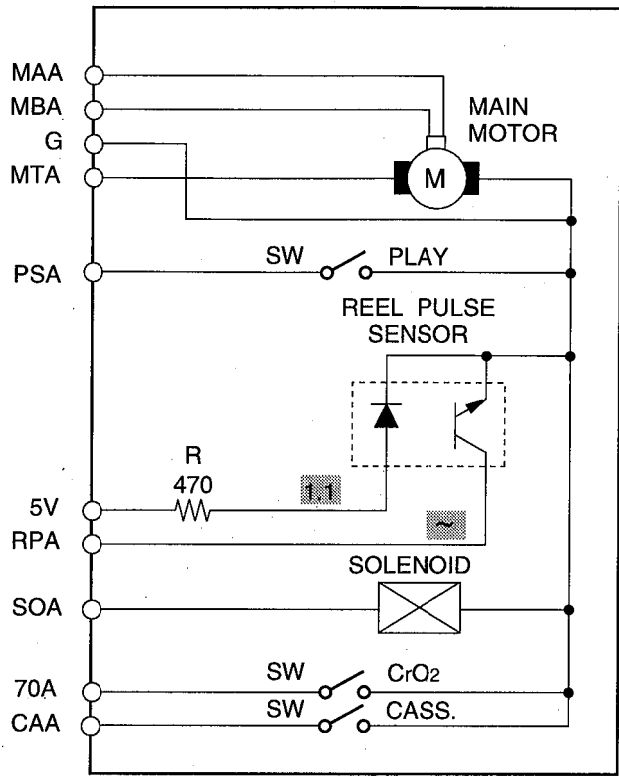 MAA
MBA
G
MTA
MAIN
MOTOR
M
PSA
SW
PLAY
REEL PULSE
SENSOR
R
470
1.1
5V
RPA
~
SOLENOID
SOA
SW
CrO2
70A
SW
CASS.
CAA